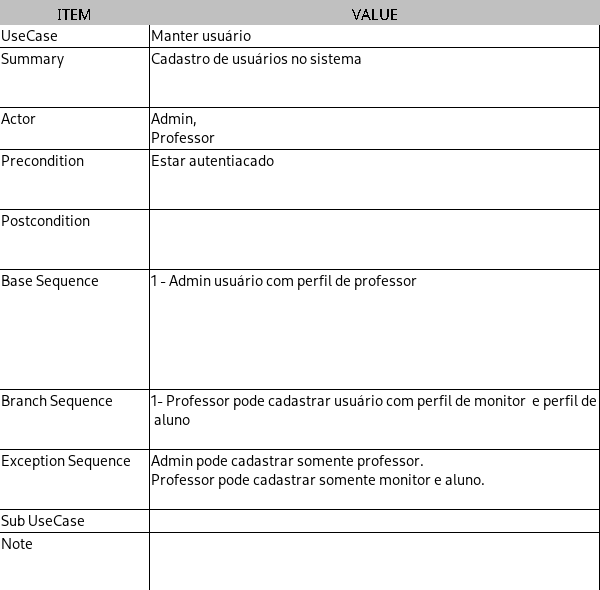 ITEM VALUE
UseCase Manter usuário
Summary Cadastro de usuários no sistema
Actor Admin,
Professor
Precondition Estar autentiacado
Postcondition
Base Sequence 1 - Admin usuário com perfil de professor
Branch Sequence 1- Professor pode cadastrar usuário com perfil de monitor e perfil de
aluno
Exception Sequence Admin pode cadastrar somente professor.
Professor pode cadastrar somente monitor e aluno.
Sub UseCase
Note